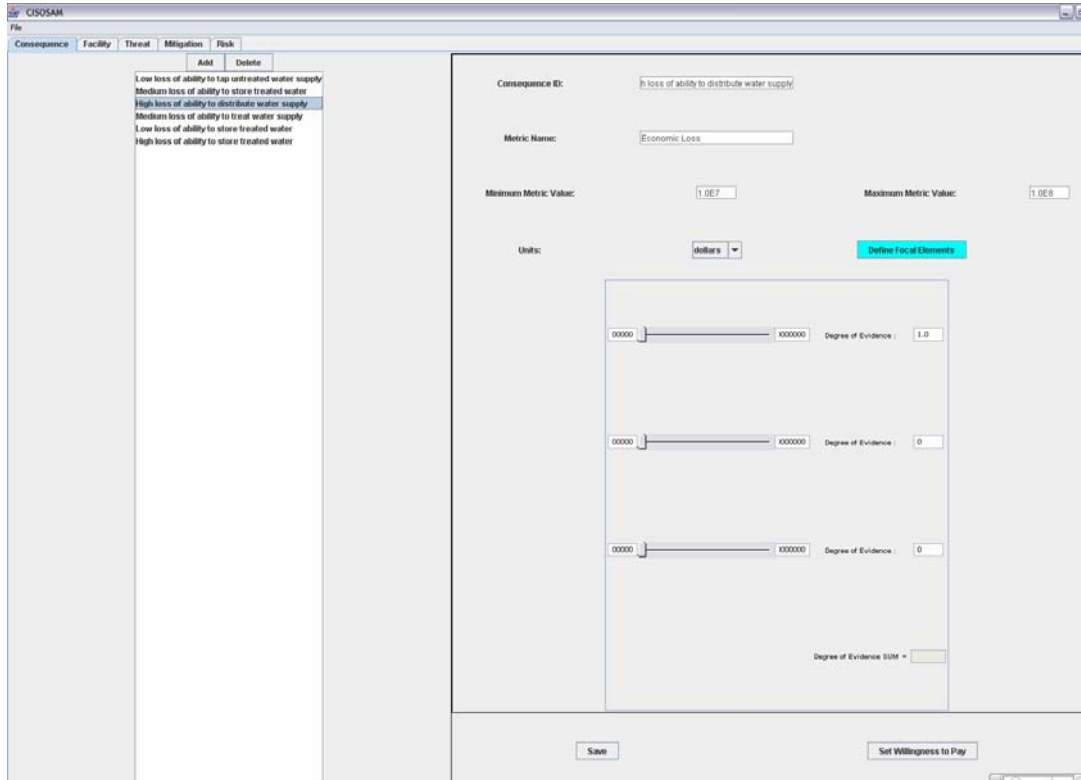 CISOSAM
File
Consequence Facility Threat Mitigation Risk
Add Delete
Low loss of ability to tap untreated water supply
Medium loss of ability to store treated water
High loss of ability to distribute water supply
Medium loss of ability to treat water supply
Low loss of ability to store treated water
High loss of ability to store treated water
Consequence ID: h loss of ability to distribute water supply
Metric Name: Economic Loss
Minimum Metric Value: 1.0E7 Maximum Metric Value: 1.0E8
Units: dollars Define Focal Elements
00000 000000 Degree of Evidence : 1.0
00000 000000 Degree of Evidence : 0
00000 000000 Degree of Evidence : 0
Degree of Evidence SUM =
Save Set Willingness to Pay